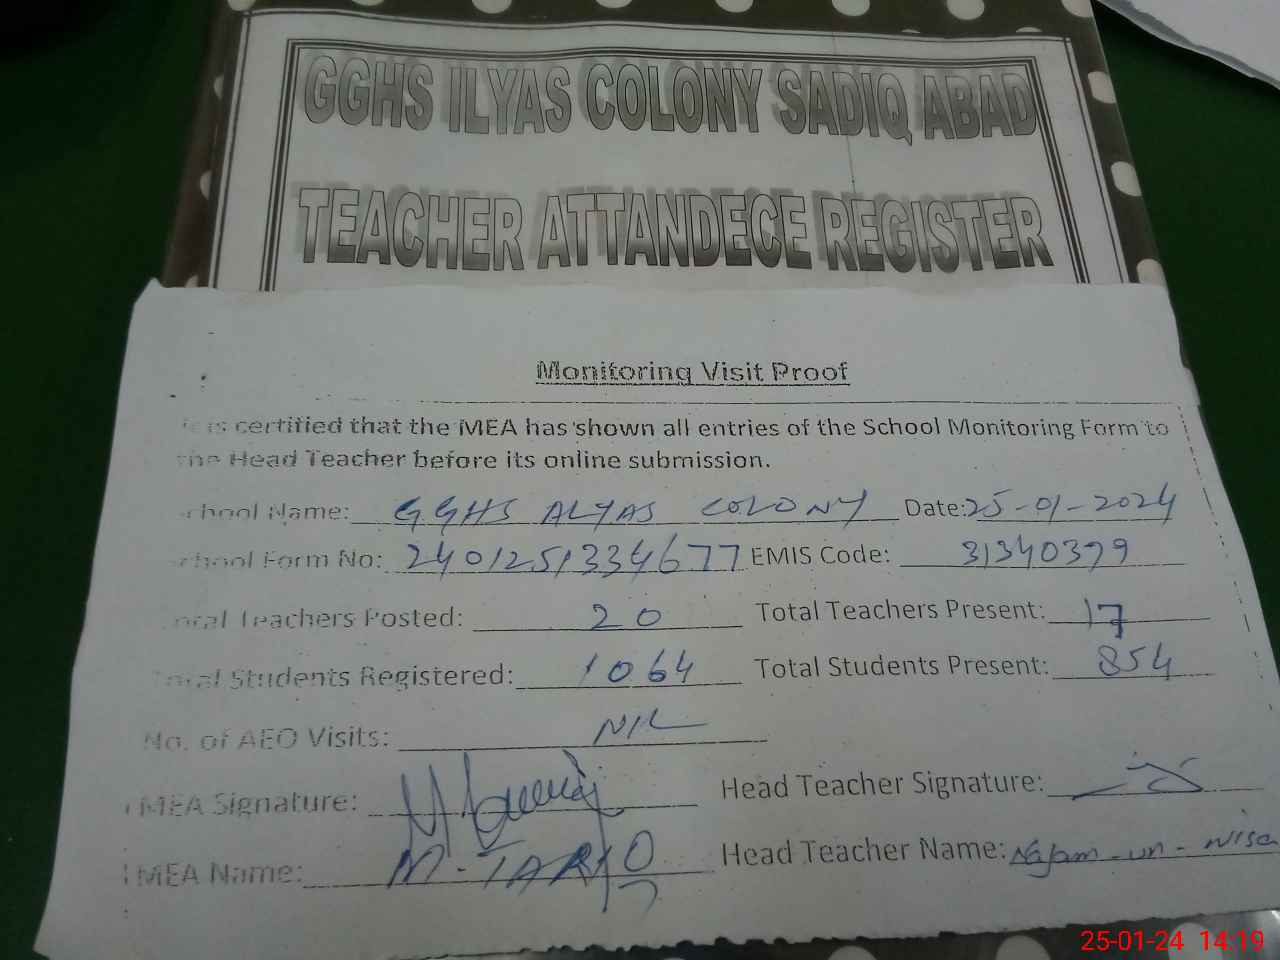 GGHS ILYAS COLONY SADIQ ABAD
TEACHER ATTANDECE REGISTER
Monitoring Visit Proof
is certified that the MEA has shown all entries of the School Monitoring Form to
the Head Teacher before its online submission.
School Name: GGHS ALYAS COLONY Date: 25-01-2024
School Form No: 2401251334677 EMIS Code: 31340399
Total Teachers Posted: 20 Total Teachers Present: 17
Total Students Registered: 1064 Total Students Present: 854
No. of AEO Visits: NIL
MEA Signature: Head Teacher Signature:
MEA Name: M-TARIQ Head Teacher Name: Najam-un-Nisa
25-01-24 14:19